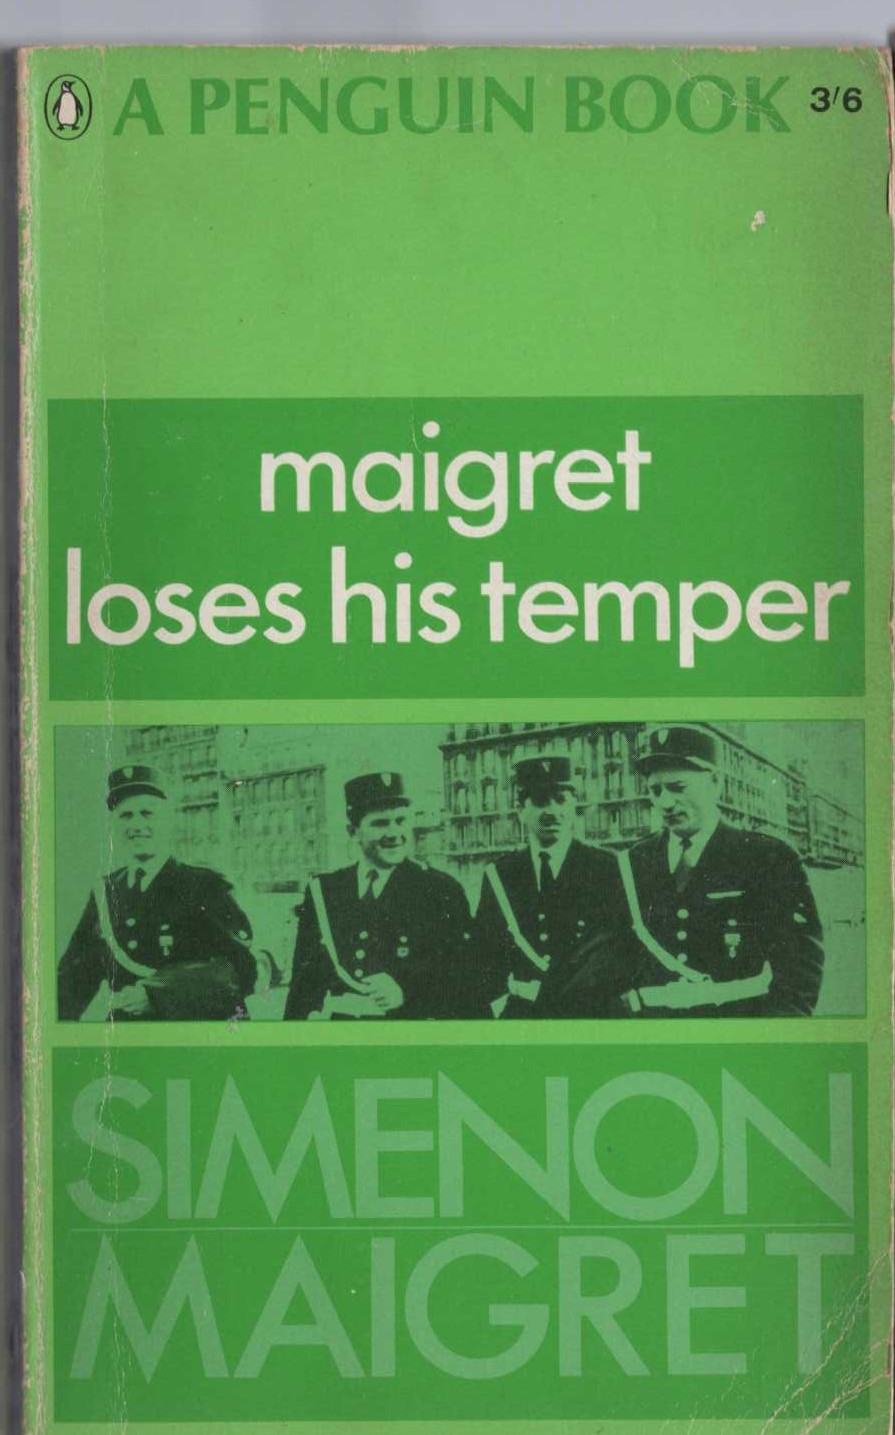 A PENGUIN BOOK 3/6
maigret
loses his temper
SIMENON
MAIGRET